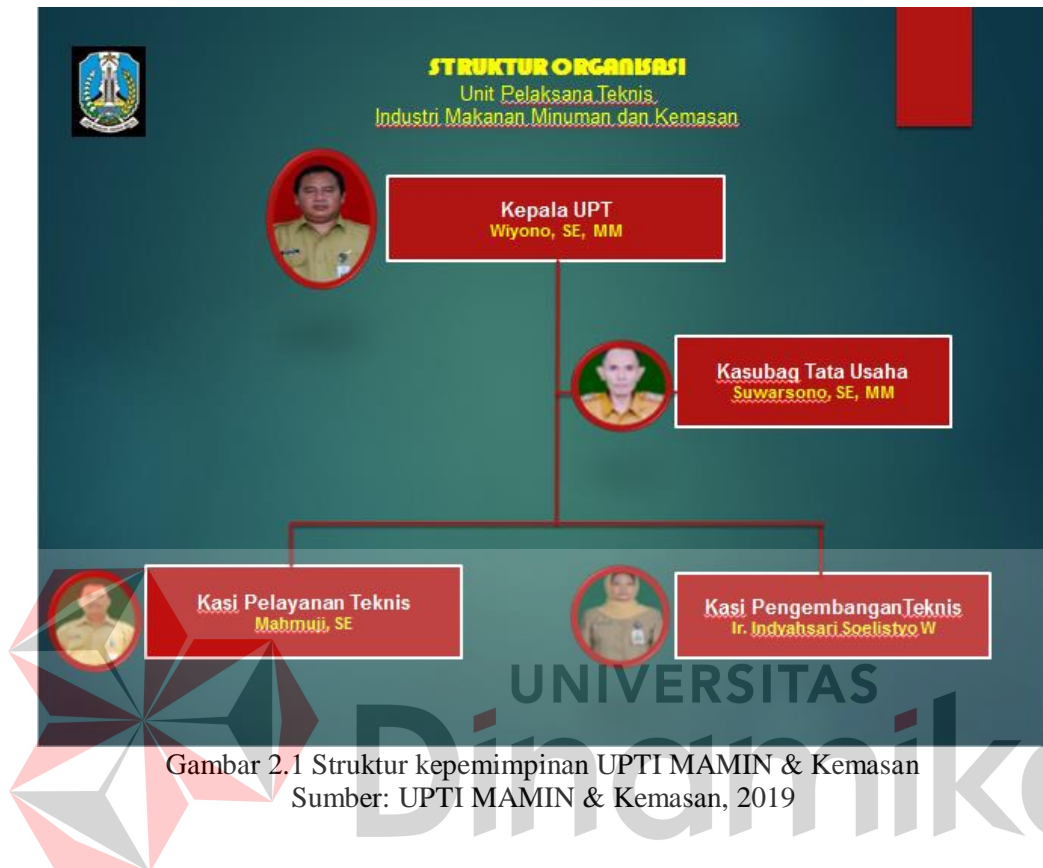 STRUKTUR ORGANISASI
Unit Pelaksana Teknis
Industri Makanan Minuman dan Kemasan
Kepala UPT
Wiyono, SE, MM
Kasubag Tata Usaha
Suwarsono, SE, MM
Kasi Pelayanan Teknis
Mahmuji, SE
Kasi PengembanganTeknis
Ir. Indyahsari Soelistyo W
UNIVERSITAS
Dinamika
Gambar 2.1 Struktur kepemimpinan UPTI MAMIN & Kemasan
Sumber: UPTI MAMIN & Kemasan, 2019